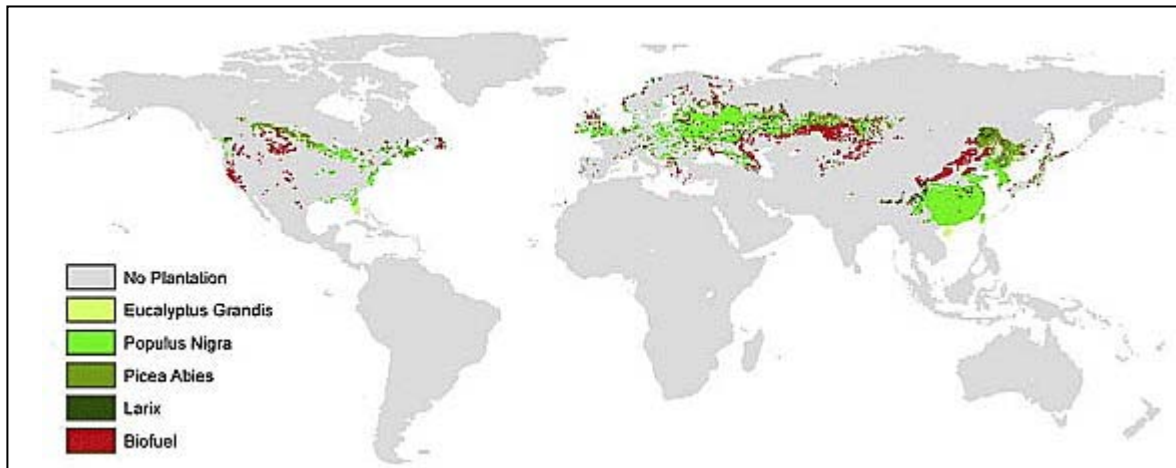 No Plantation
Eucalyptus Grandis
Populus Nigra
Picea Abies
Larix
Biofuel